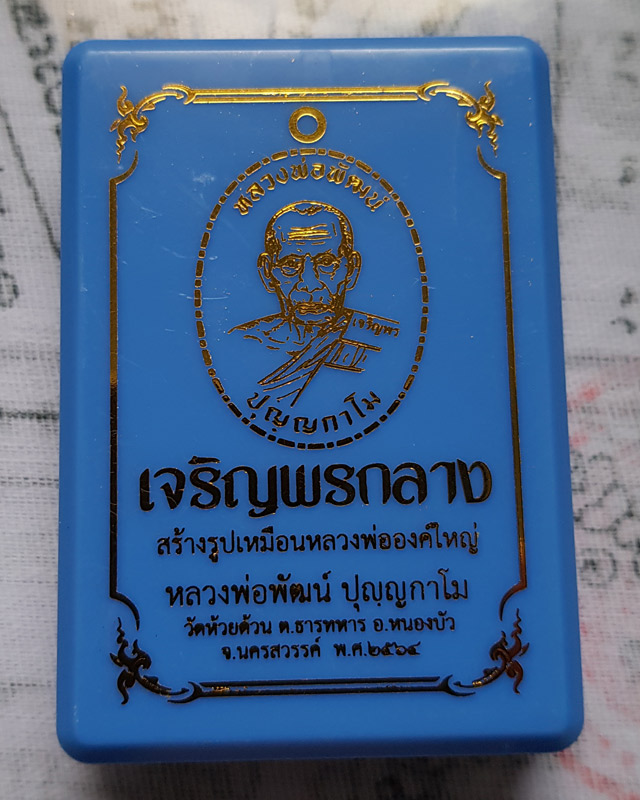 หลวงพ่อพัฒน์
เจริญพร
ปุญฺญกาโม
เจริญพรกลาง
สร้างรูปเหมือนหลวงพ่อองค์ใหญ่
หลวงพ่อพัฒน์ ปุญฺญกาโม
วัดห้วยด้วน ต.ธารทหาร อ.หนองบัว
จ.นครสวรรค์ พ.ศ.๒๕๖๔